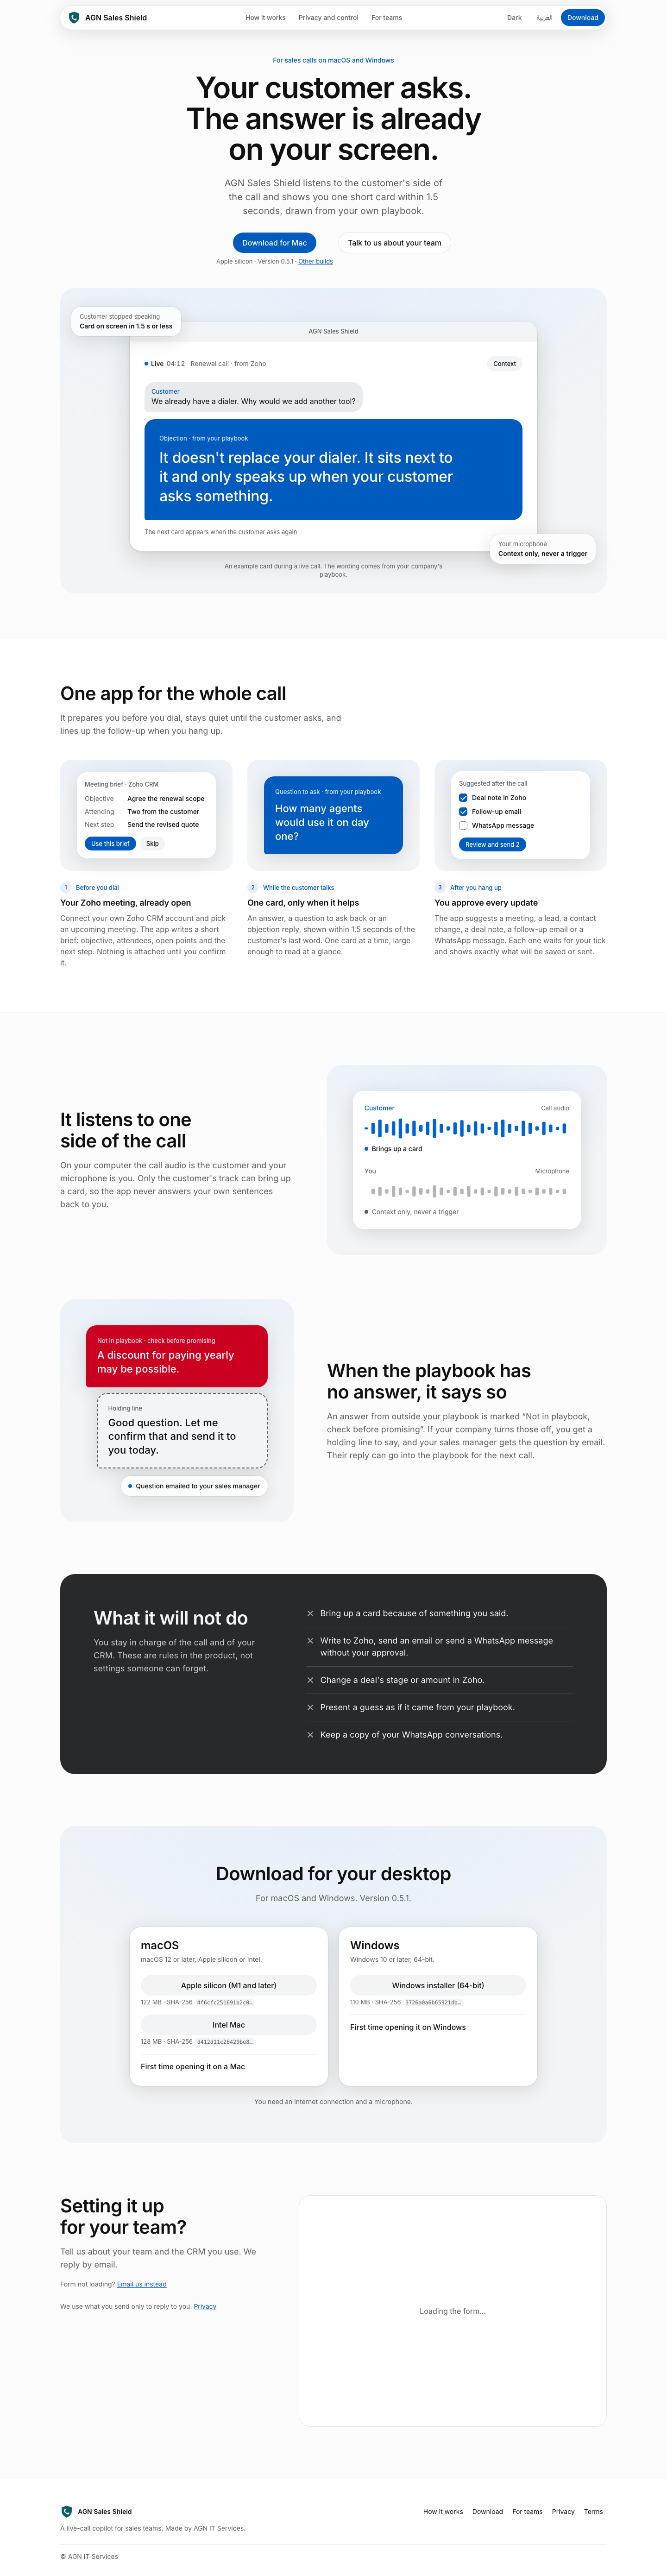 AGN Sales Shield
How it works
Privacy and control
For teams
Dark
العربية
Download
For sales calls on macOS and Windows
Your customer asks.
The answer is already
on your screen.
AGN Sales Shield listens to the customer's side of
the call and shows you one short card within 1.5
seconds, drawn from your own playbook.
Download for Mac
Talk to us about your team
Apple silicon · Version 0.5.1 · Other builds
Customer stopped speaking
Card on screen in 1.5 s or less
AGN Sales Shield
Live 04:12 Renewal call · from Zoho
Context
Customer
We already have a dialer. Why would we add another tool?
Objection · from your playbook
It doesn't replace your dialer. It sits next to
it and only speaks up when your customer
asks something.
The next card appears when the customer asks again
Your microphone
Context only, never a trigger
An example card during a live call. The wording comes from your company's
playbook.
One app for the whole call
It prepares you before you dial, stays quiet until the customer asks, and
lines up the follow-up when you hang up.
Meeting brief · Zoho CRM
Objective Agree the renewal scope
Attending Two from the customer
Next step Send the revised quote
Use this brief
Skip
1 Before you dial
Your Zoho meeting, already open
Connect your own Zoho CRM account and pick
an upcoming meeting. The app writes a short
brief: objective, attendees, open points and the
next step. Nothing is attached until you confirm
it.
Question to ask · from your playbook
How many agents
would use it on day
one?
2 While the customer talks
One card, only when it helps
An answer, a question to ask back or an
objection reply, shown within 1.5 seconds of the
customer's last word. One card at a time, large
enough to read at a glance.
Suggested after the call
Deal note in Zoho
Follow-up email
WhatsApp message
Review and send 2
3 After you hang up
You approve every update
The app suggests a meeting, a lead, a contact
change, a deal note, a follow-up email or a
WhatsApp message. Each one waits for your tick
and shows exactly what will be saved or sent.
It listens to one
side of the call
On your computer the call audio is the customer and your
microphone is you. Only the customer's track can bring up
a card, so the app never answers your own sentences
back to you.
Customer
Call audio
Brings up a card
You
Microphone
Context only, never a trigger
Not in playbook · check before promising
A discount for paying yearly
may be possible.
Holding line
Good question. Let me
confirm that and send it to
you today.
Question emailed to your sales manager
When the playbook has
no answer, it says so
An answer from outside your playbook is marked “Not in playbook,
check before promising”. If your company turns those off, you get a
holding line to say, and your sales manager gets the question by email.
Their reply can go into the playbook for the next call.
What it will not do
You stay in charge of the call and of your
CRM. These are rules in the product, not
settings someone can forget.
Bring up a card because of something you said.
Write to Zoho, send an email or send a WhatsApp message
without your approval.
Change a deal's stage or amount in Zoho.
Present a guess as if it came from your playbook.
Keep a copy of your WhatsApp conversations.
Download for your desktop
For macOS and Windows. Version 0.5.1.
macOS
macOS 12 or later, Apple silicon or Intel.
Apple silicon (M1 and later)
122 MB · SHA-256 4f6cfc251691b2c0…
Intel Mac
128 MB · SHA-256 d412d11c26429be8…
First time opening it on a Mac
Windows
Windows 10 or later, 64-bit.
Windows installer (64-bit)
110 MB · SHA-256 3726a0a6b65921db…
First time opening it on Windows
You need an internet connection and a microphone.
Setting it up
for your team?
Tell us about your team and the CRM you use. We
reply by email.
Form not loading? Email us instead
We use what you send only to reply to you. Privacy
Loading the form…
AGN Sales Shield
How it works
Download
For teams
Privacy
Terms
A live-call copilot for sales teams. Made by AGN IT Services.
© AGN IT Services